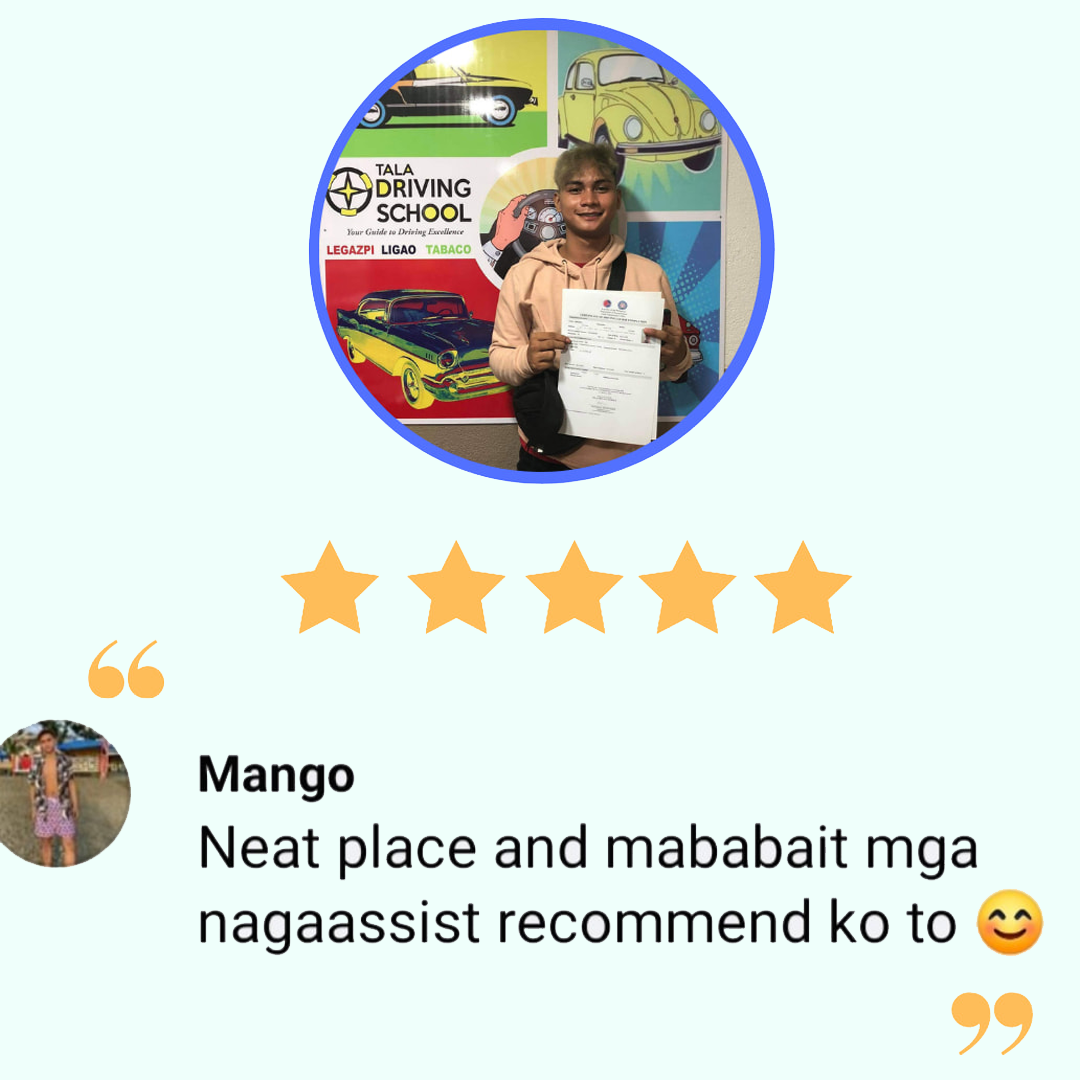 TALA
DRIVING
SCHOOL
Your Guide to Driving Excellence
LEGAZPI LIGAO TABACO
“
Mango
Neat place and mababait mga
nagaassist recommend ko to 😊
”